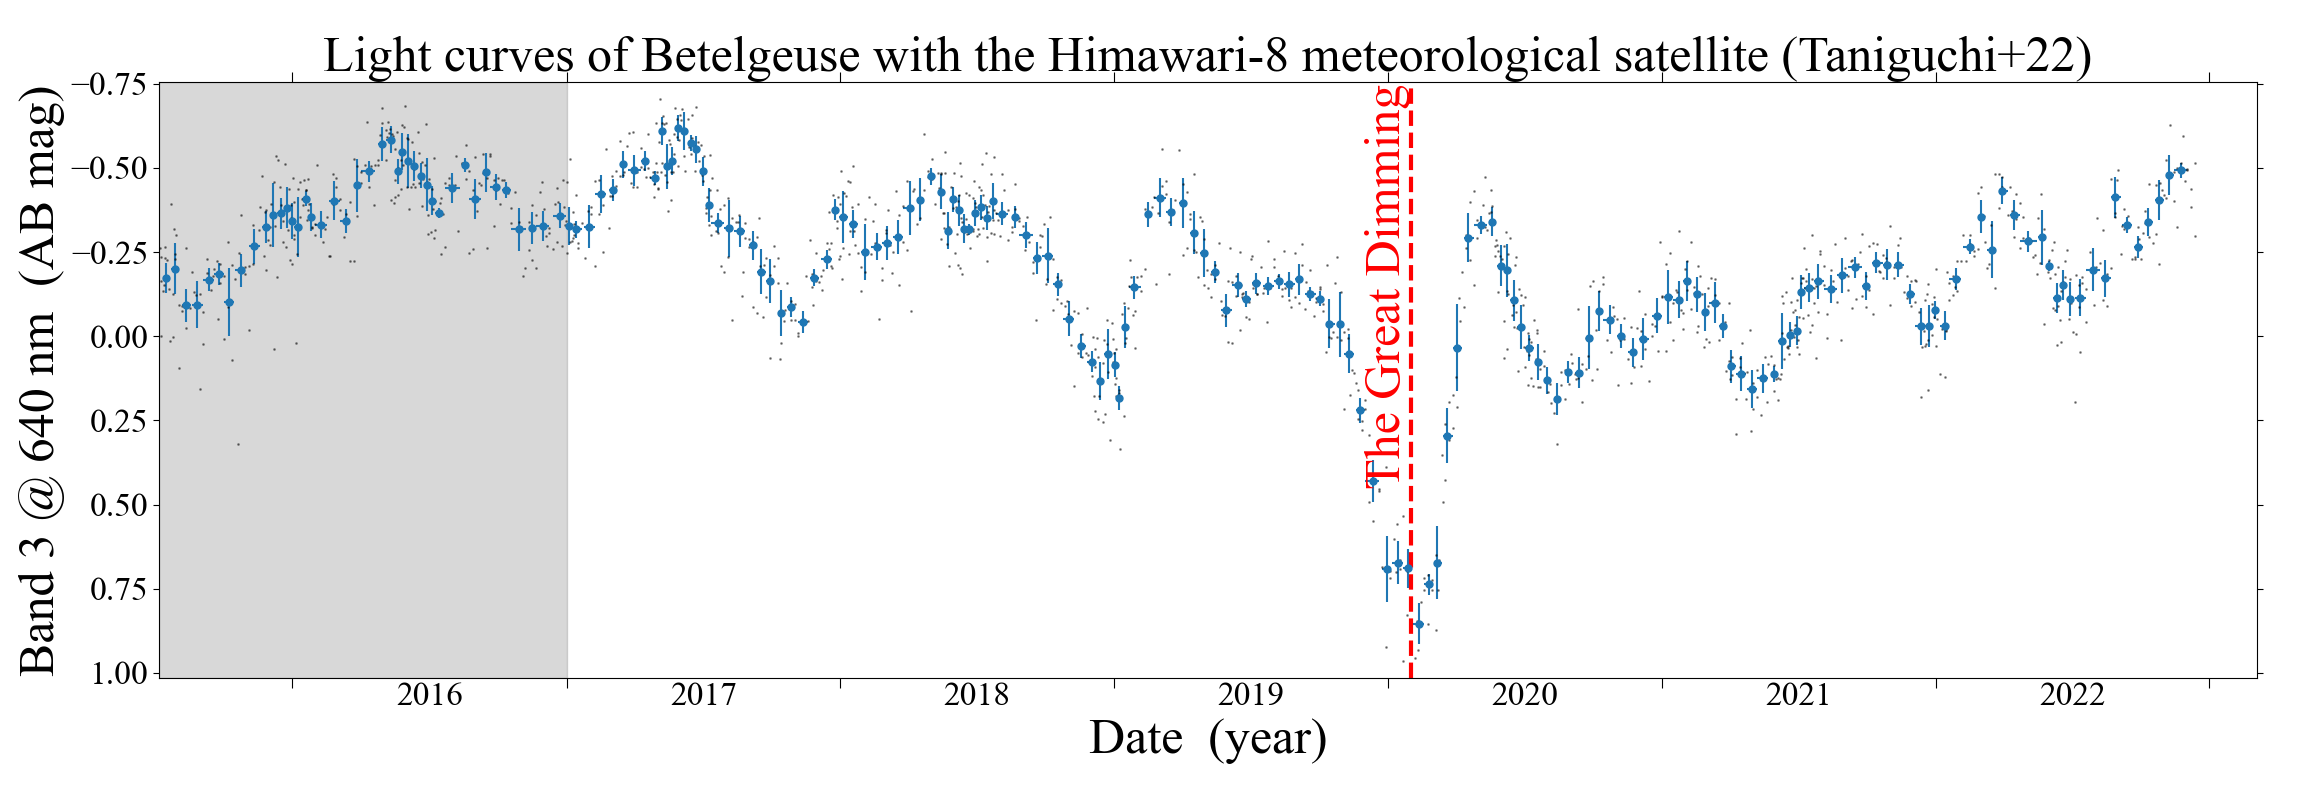 Light curves of Betelgeuse with the Himawari-8 meteorological satellite (Taniguchi+22)
Band 3 @ 640 nm (AB mag)
−0.75
−0.50
−0.25
0.00
0.25
0.50
0.75
1.00
The Great Dimming
2016 2017 2018 2019 2020 2021 2022
Date (year)